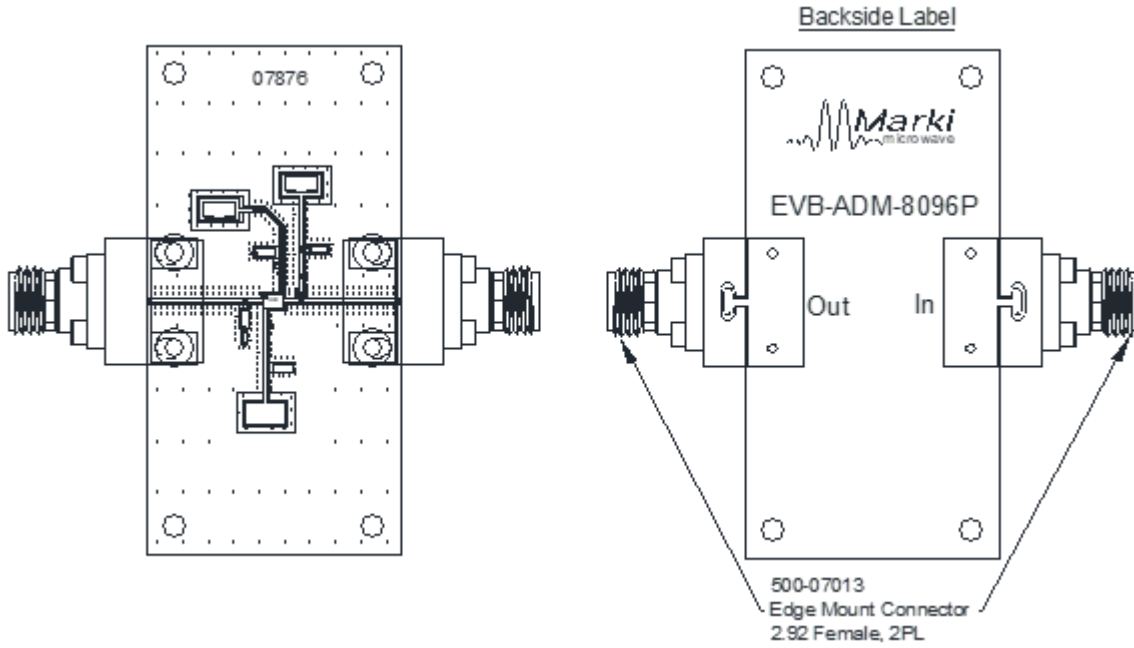 Backside Label
07876
Marki
microwave
EVB-ADM-8096P
Out
In
500-07013
Edge Mount Connector
2.92 Female, 2PL